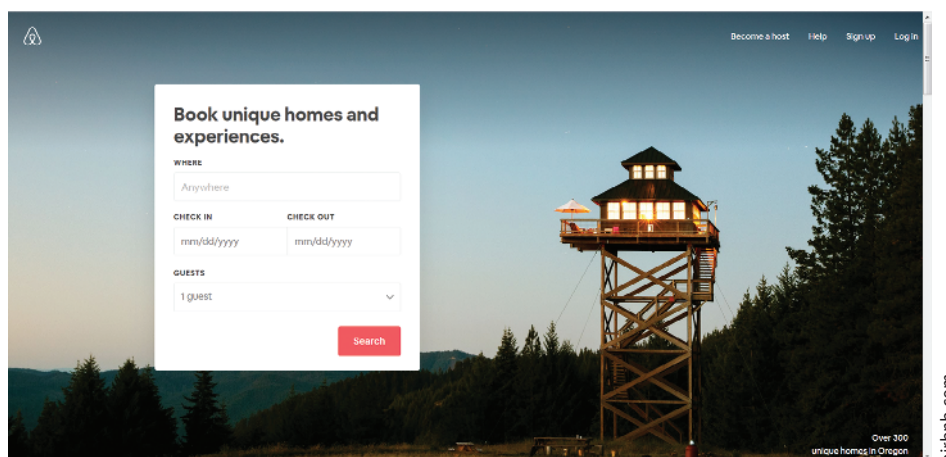 Become a host Help Sign up Log in
Book unique homes and
experiences.
WHERE
Anywhere
CHECK IN CHECK OUT
mm/dd/yyyy mm/dd/yyyy
GUESTS
1 guest
Search
Over 300
unique homes in Oregon